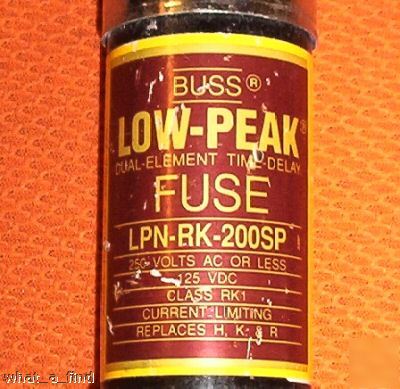 BUSS®
LOW-PEAK®
DUAL-ELEMENT TIME-DELAY
FUSE
LPN-RK-200SP
250 VOLTS AC OR LESS
125 VDC
CLASS RK1
CURRENT LIMITING
REPLACES H, K & R
what_a_find